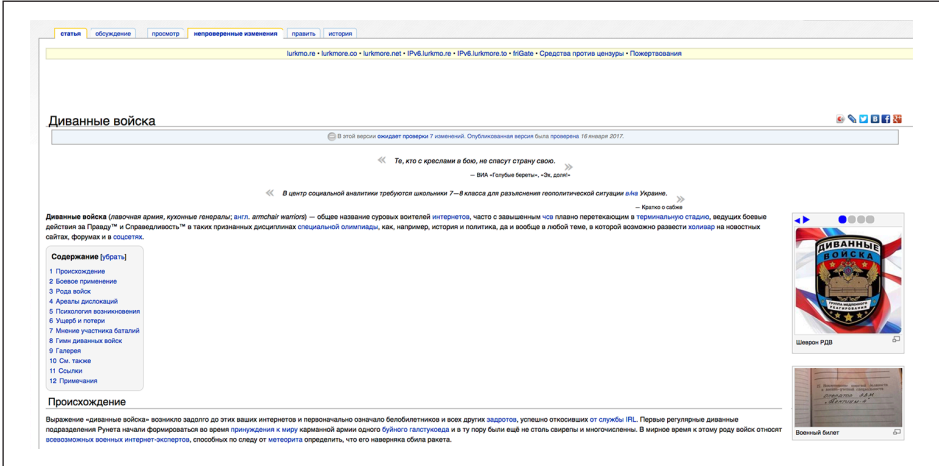 статья обсуждение просмотр непроверенные изменения править история
lurkmo.re • lurkmore.co • lurkmore.net • IPv6.lurkmo.re • IPv6.lurkmore.to • friGate • Средства против цензуры • Пожертвования
Диванные войска
В этой версии ожидает проверки 7 изменений. Опубликованная версия была проверена 16 января 2017.
« Те, кто с креслами в бою, не спасут страну свою. »
— ВИА «Голубые береты», «Эх, доля!»
« В центр социальной аналитики требуются школьники 7—8 класса для разъяснения геополитической ситуации в/на Украине. »
— Кратко о сабже
Диванные войска (лавочная армия, кухонные генералы; англ. armchair warriors) — общее название суровых воителей интернетов, часто с завышенным чсв плавно перетекающим в терминальную стадию, ведущих боевые
действия за Правду™ и Справедливость™ в таких признанных дисциплинах специальной олимпиады, как, например, история и политика, да и вообще в любой теме, в которой возможно развести холивар на новостных
сайтах, форумах и в соцсетях.
Содержание [убрать]
1 Происхождение
2 Боевое применение
3 Рода войск
4 Ареалы дислокаций
5 Психология возникновения
6 Ущерб и потери
7 Мнение участника баталий
8 Гимн диванных войск
9 Галерея
10 См. также
11 Ссылки
12 Примечания
ДИВАННЫЕ
ВОЙСКА
ГРУППА МЕДЛЕННОГО
РЕАГИРОВАНИЯ
Шеврон РДВ
Военный билет
Происхождение
Выражение «диванные войска» возникло задолго до этих ваших интернетов и первоначально означало белобилетников и всех других задротов, успешно откосивших от службы IRL. Первые регулярные диванные
подразделения Рунета начали формироваться во время принуждения к миру карманной армии одного буйного галстукоеда и в ту пору были ещё не столь свирепы и многочисленны. В мирное время к этому роду войск относят
всевозможных военных интернет-экспертов, способных по следу от метеорита определить, что его наверняка сбила ракета.